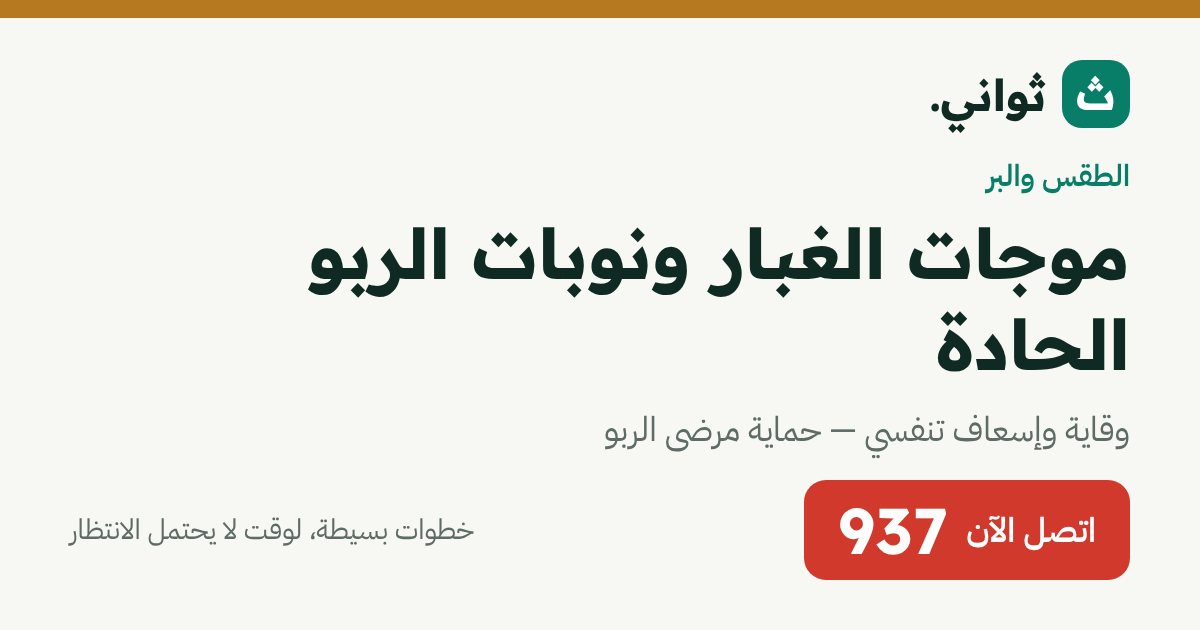 ث
ثواني.
الطقس والبر
موجات الغبار ونوبات الربو
الحادة
وقاية وإسعاف تنفسي — حماية مرضى الربو
اتصل الآن 937
خطوات بسيطة، لوقت لا يحتمل الانتظار